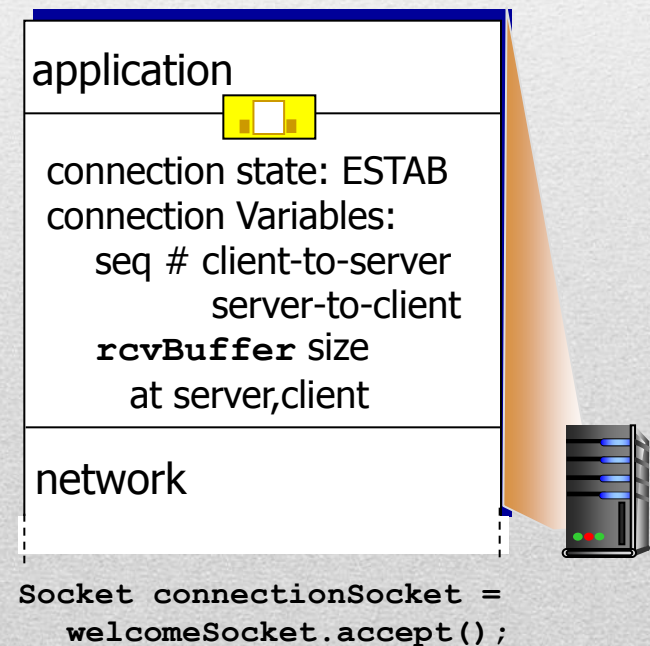 application
connection state: ESTAB
connection Variables:
seq # client-to-server
server-to-client
rcvBuffer size
at server,client
network
Socket connectionSocket =
welcomeSocket.accept();